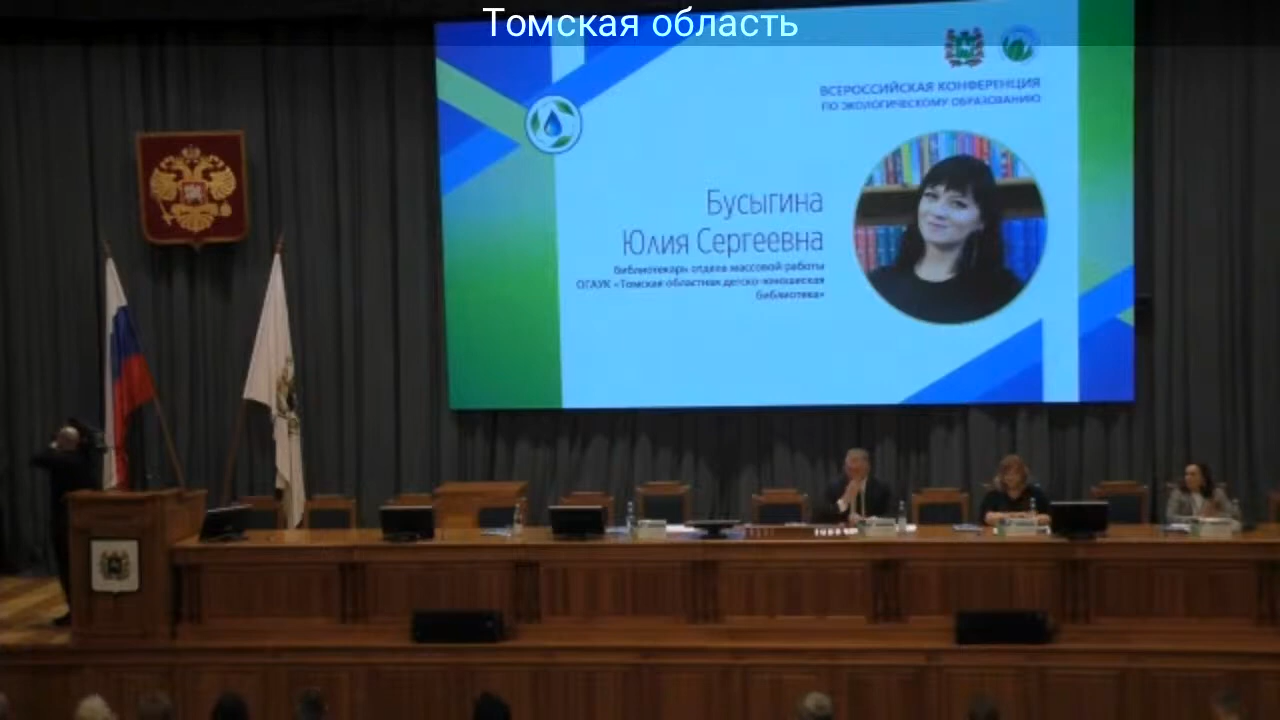 Томская область
ВСЕРОССИЙСКАЯ КОНФЕРЕНЦИЯ
ПО ЭКОЛОГИЧЕСКОМУ ОБРАЗОВАНИЮ
Бусыгина
Юлия Сергеевна
библиотекарь отдела массовой работы
ОГАУК «Томская областная детско-юношеская
библиотека»